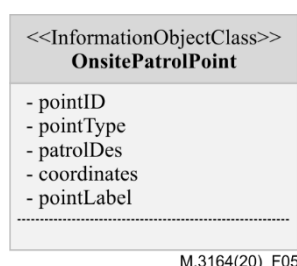 <<InformationObjectClass>>
OnsitePatrolPoint
- pointID
- pointType
- patrolDes
- coordinates
- pointLabel
M.3164(20)_F05